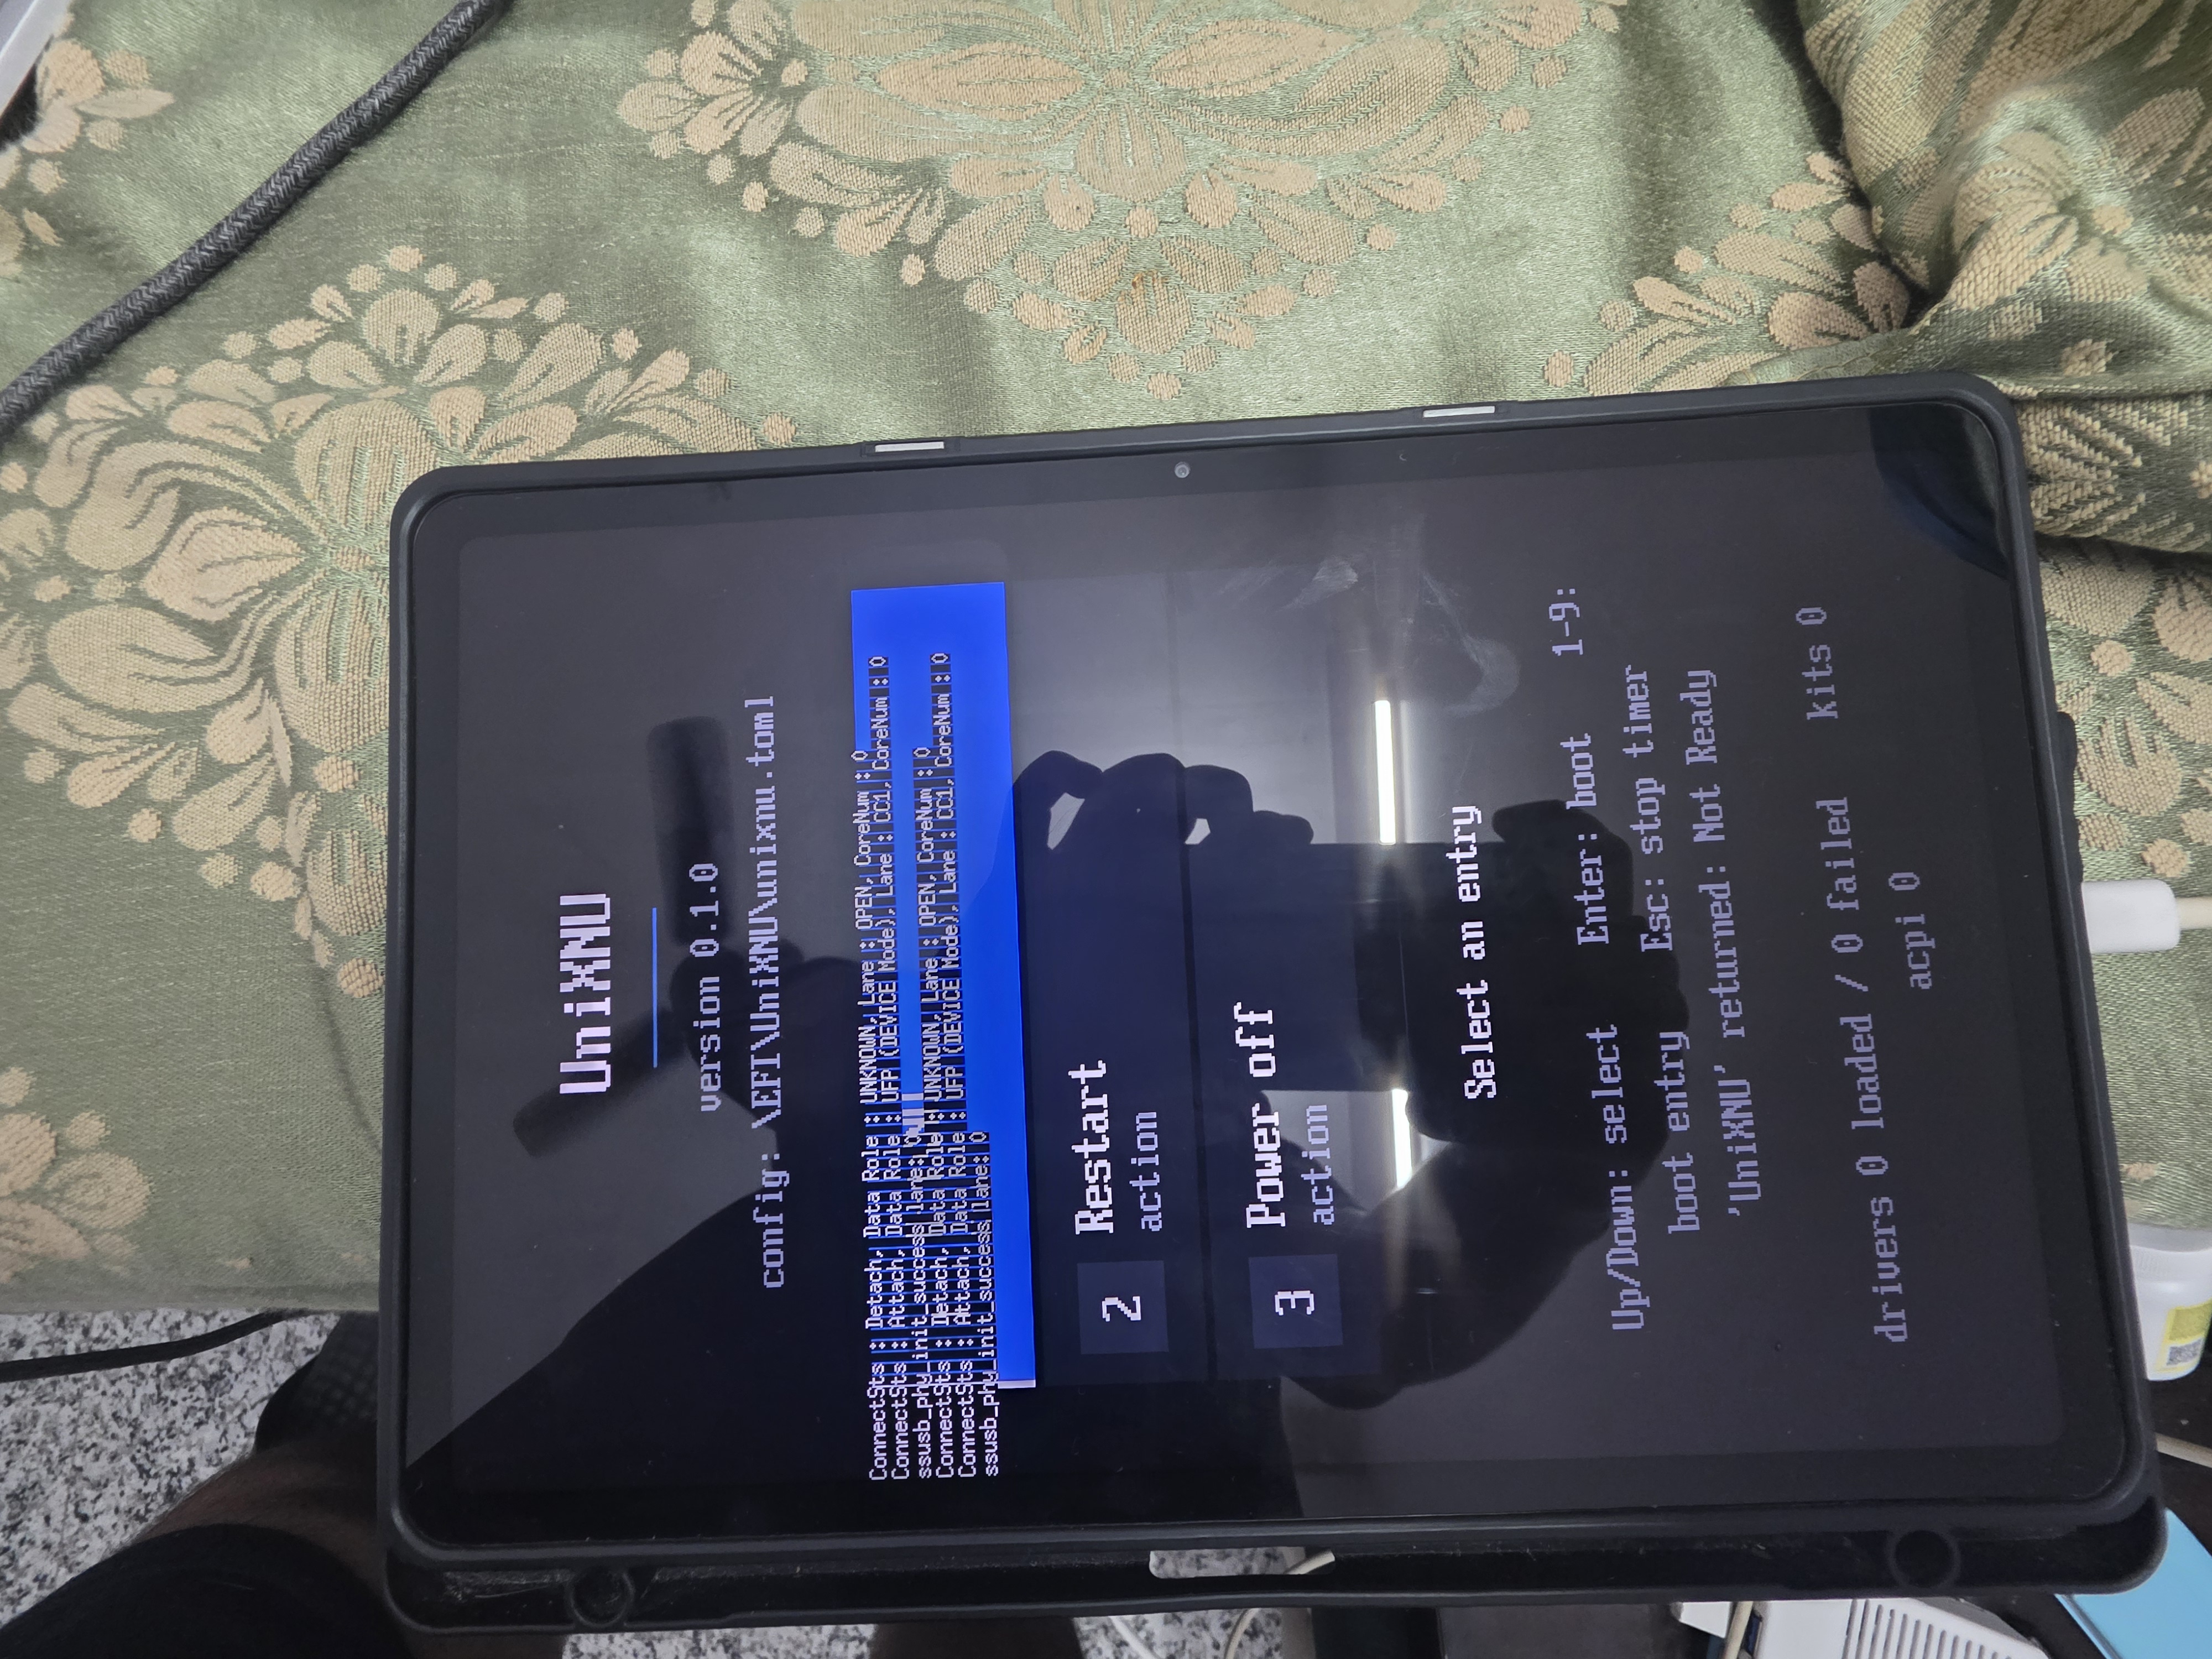 UniXNU
version 0.1.0
config: \EFI\UniXNU\unixnu.toml
ConnectSts : Detach, Data Role : UNKNOWN, Lane : OPEN, CoreNum : 0
ConnectSts : Attach, Data Role : UFP (DEVICE Mode), Lane : CC1, CoreNum : 0
ssusb_phy_init_success lane: 0
ConnectSts : Detach, Data Role : UNKNOWN, Lane : OPEN, CoreNum : 0
ConnectSts : Attach, Data Role : UFP (DEVICE Mode), Lane : CC1, CoreNum : 0
ssusb_phy_init_success lane: 0
2 Restart
action
3 Power off
action
Select an entry
Up/Down: select Enter: boot 1-9:
boot entry Esc: stop timer
'UniXNU' returned: Not Ready
drivers 0 loaded / 0 failed kits 0
acpi 0